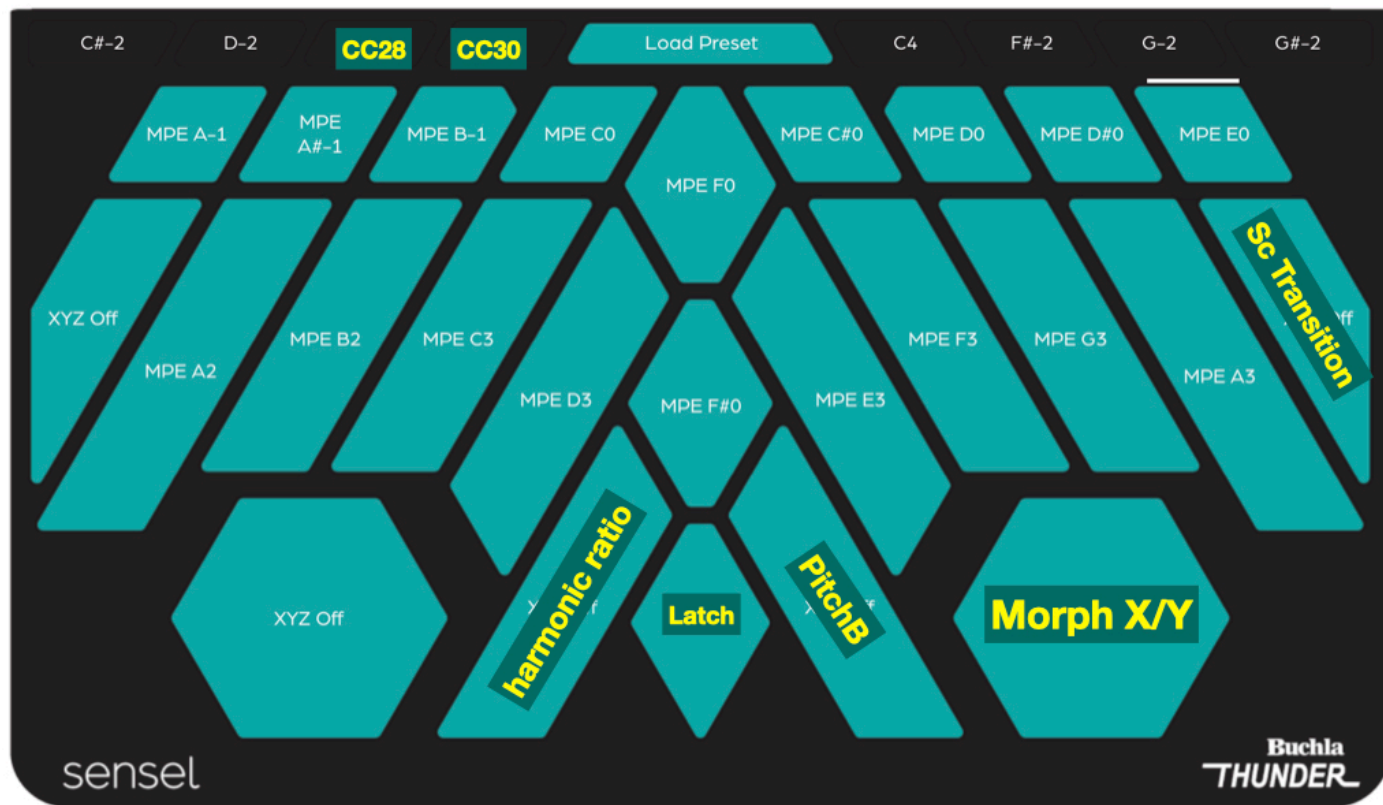 C#-2 D-2 CC28 CC30 Load Preset C4 F#-2 G-2 G#-2
MPE A-1 MPE A#-1 MPE B-1 MPE C0 MPE C#0 MPE D0 MPE D#0 MPE E0
MPE F0
XYZ Off MPE A2 MPE B2 MPE C3 MPE D3 MPE F#0 MPE E3 MPE F3 MPE G3 MPE A3 Sc Transition
XYZ Off harmonic ratio Latch PitchB Morph X/Y
sensel
Buchla
THUNDER